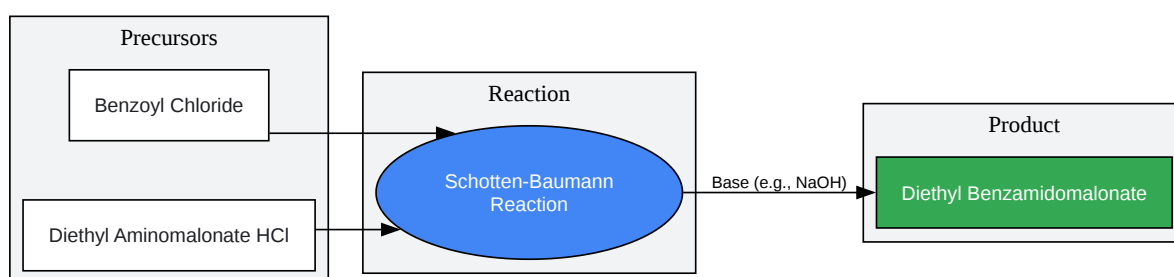 Precursors
Benzoyl Chloride
Diethyl Aminomalonate HCl
Reaction
Schotten-Baumann
Reaction
Base (e.g., NaOH)
Product
Diethyl Benzamidomalonate